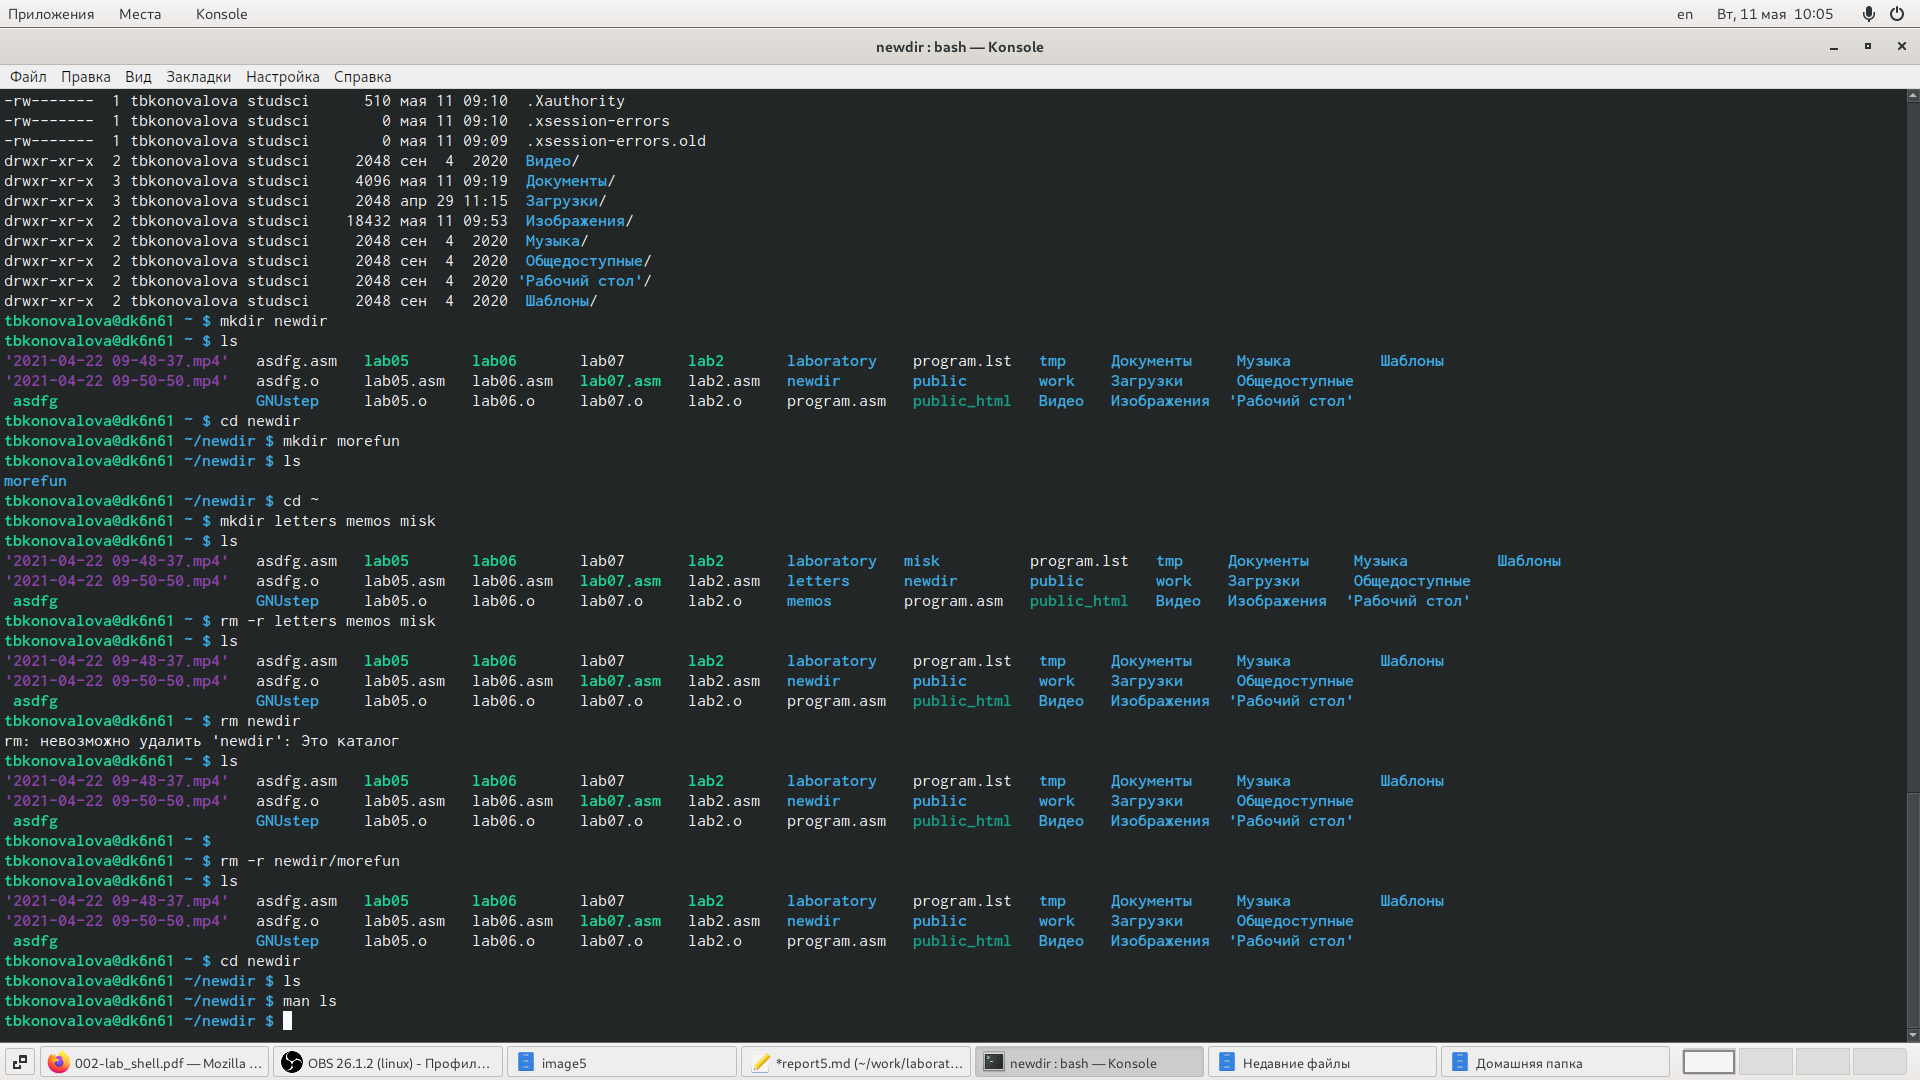 Приложения Места Konsole en Вт, 11 мая 10:05
newdir : bash — Konsole
Файл Правка Вид Закладки Настройка Справка
-rw------- 1 tbkonovalova studsci 510 мая 11 09:10 .Xauthority
-rw------- 1 tbkonovalova studsci 0 мая 11 09:10 .xsession-errors
-rw------- 1 tbkonovalova studsci 0 мая 11 09:09 .xsession-errors.old
drwxr-xr-x 2 tbkonovalova studsci 2048 сен 4 2020 Видео/
drwxr-xr-x 3 tbkonovalova studsci 4096 мая 11 09:19 Документы/
drwxr-xr-x 3 tbkonovalova studsci 2048 апр 29 11:15 Загрузки/
drwxr-xr-x 2 tbkonovalova studsci 18432 мая 11 09:53 Изображения/
drwxr-xr-x 2 tbkonovalova studsci 2048 сен 4 2020 Музыка/
drwxr-xr-x 2 tbkonovalova studsci 2048 сен 4 2020 Общедоступные/
drwxr-xr-x 2 tbkonovalova studsci 2048 сен 4 2020 'Рабочий стол'/
drwxr-xr-x 2 tbkonovalova studsci 2048 сен 4 2020 Шаблоны/
tbkonovalova@dk6n61 ~ $ mkdir newdir
tbkonovalova@dk6n61 ~ $ ls
'2021-04-22 09-48-37.mp4' asdfg.asm lab05 lab06 lab07 lab2 laboratory program.lst tmp Документы Музыка Шаблоны
'2021-04-22 09-50-50.mp4' asdfg.o lab05.asm lab06.asm lab07.asm lab2.asm newdir public work Загрузки Общедоступные
asdfg GNUstep lab05.o lab06.o lab07.o lab2.o program.asm public_html Видео Изображения 'Рабочий стол'
tbkonovalova@dk6n61 ~ $ cd newdir
tbkonovalova@dk6n61 ~/newdir $ mkdir morefun
tbkonovalova@dk6n61 ~/newdir $ ls
morefun
tbkonovalova@dk6n61 ~/newdir $ cd ~
tbkonovalova@dk6n61 ~ $ mkdir letters memos misk
tbkonovalova@dk6n61 ~ $ ls
'2021-04-22 09-48-37.mp4' asdfg.asm lab05 lab06 lab07 lab2 laboratory misk program.lst tmp Документы Музыка Шаблоны
'2021-04-22 09-50-50.mp4' asdfg.o lab05.asm lab06.asm lab07.asm lab2.asm letters newdir public work Загрузки Общедоступные
asdfg GNUstep lab05.o lab06.o lab07.o lab2.o memos program.asm public_html Видео Изображения 'Рабочий стол'
tbkonovalova@dk6n61 ~ $ rm -r letters memos misk
tbkonovalova@dk6n61 ~ $ ls
'2021-04-22 09-48-37.mp4' asdfg.asm lab05 lab06 lab07 lab2 laboratory program.lst tmp Документы Музыка Шаблоны
'2021-04-22 09-50-50.mp4' asdfg.o lab05.asm lab06.asm lab07.asm lab2.asm newdir public work Загрузки Общедоступные
asdfg GNUstep lab05.o lab06.o lab07.o lab2.o program.asm public_html Видео Изображения 'Рабочий стол'
tbkonovalova@dk6n61 ~ $ rm newdir
rm: невозможно удалить 'newdir': Это каталог
tbkonovalova@dk6n61 ~ $ ls
'2021-04-22 09-48-37.mp4' asdfg.asm lab05 lab06 lab07 lab2 laboratory program.lst tmp Документы Музыка Шаблоны
'2021-04-22 09-50-50.mp4' asdfg.o lab05.asm lab06.asm lab07.asm lab2.asm newdir public work Загрузки Общедоступные
asdfg GNUstep lab05.o lab06.o lab07.o lab2.o program.asm public_html Видео Изображения 'Рабочий стол'
tbkonovalova@dk6n61 ~ $
tbkonovalova@dk6n61 ~ $ rm -r newdir/morefun
tbkonovalova@dk6n61 ~ $ ls
'2021-04-22 09-48-37.mp4' asdfg.asm lab05 lab06 lab07 lab2 laboratory program.lst tmp Документы Музыка Шаблоны
'2021-04-22 09-50-50.mp4' asdfg.o lab05.asm lab06.asm lab07.asm lab2.asm newdir public work Загрузки Общедоступные
asdfg GNUstep lab05.o lab06.o lab07.o lab2.o program.asm public_html Видео Изображения 'Рабочий стол'
tbkonovalova@dk6n61 ~ $ cd newdir
tbkonovalova@dk6n61 ~/newdir $ ls
tbkonovalova@dk6n61 ~/newdir $ man ls
tbkonovalova@dk6n61 ~/newdir $
002-lab_shell.pdf — Mozilla ... OBS 26.1.2 (linux) - Профил... image5 *report5.md (~/work/laborat... newdir : bash — Konsole Недавние файлы Домашняя папка